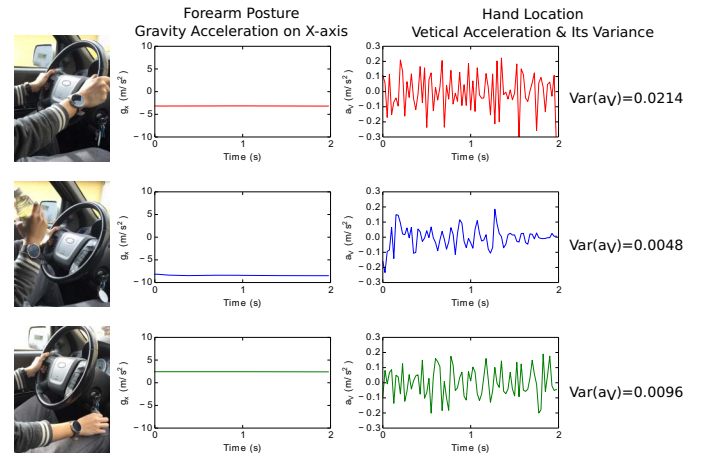 Forearm Posture
Gravity Acceleration on X-axis
Hand Location
Vetical Acceleration & Its Variance
10
5
0
−5
−10
gx (m/s²)
0 1 2
Time (s)
0.3
0.2
0.1
0.0
−0.1
−0.2
−0.3
aV (m/s²)
0 1 2
Time (s)
Var(aV)=0.0214
10
5
0
−5
−10
gx (m/s²)
0 1 2
Time (s)
0.3
0.2
0.1
0.0
−0.1
−0.2
−0.3
aV (m/s²)
0 1 2
Time (s)
Var(aV)=0.0048
10
5
0
−5
−10
gx (m/s²)
0 1 2
Time (s)
0.3
0.2
0.1
0.0
−0.1
−0.2
−0.3
aV (m/s²)
0 1 2
Time (s)
Var(aV)=0.0096